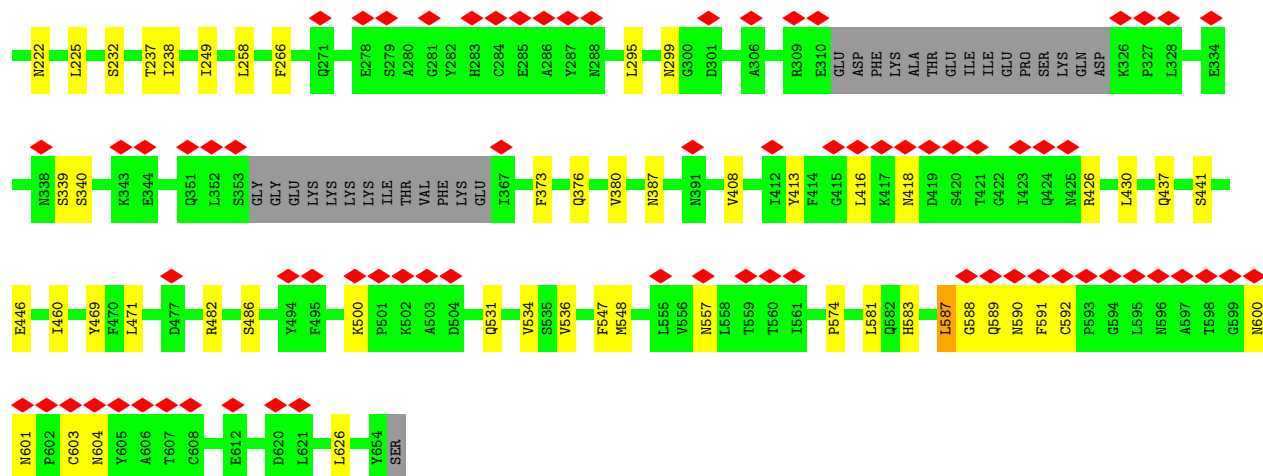 N222 L225 S232 T237 I238 I249 L258 F266 Q271 E278 S279 A280 G281 Y282 H283 C284 E285 A286 Y287 N288 L295 N299 G300 D301 A306 R309 E310 GLU ASP PHE LYS ALA THR GLU ILE ILE GLU PRO SER LYS GLN ASP K326 P327 L328 E334
N338 S339 S340 K343 E344 Q351 L352 S353 GLY GLY GLU LYS LYS LYS LYS ILE THR VAL PHE LYS GLU I367 F373 Q376 V380 N387 N391 V408 I412 Y413 F414 G415 L416 K417 N418 D419 S420 T421 G422 I423 Q424 N425 R426 L430 Q437 S441
E446 I460 Y469 F470 L471 D477 R482 S486 Y494 F495 K500 P501 K502 A503 D504 Q531 V534 S535 V536 F547 M548 L555 V556 N557 L558 T559 T560 I561 P574 L581 Q582 H583 L587 G588 Q589 N590 F591 C592 P593 G594 L595 N596 A597 T598 G599 N600
N601 P602 C603 N604 Y605 A606 T607 C608 E612 D620 L621 L626 Y654 SER